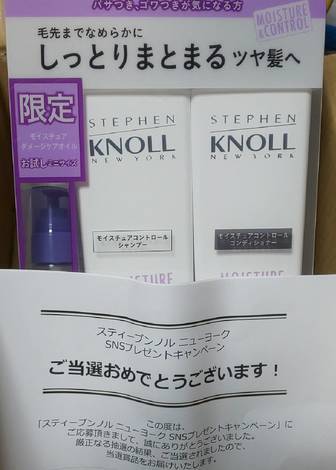 パサつき、ゴワつきが気になる方
MOISTURE
&CONTROL
毛先までなめらかに
しっとりまとまるツヤ髪へ
限定
モイスチュア
ダメージケアオイル
お試しミニサイズ
STEPHEN
KNOLL
NEW YORK
モイスチュアコントロール
シャンプー
MOISTURE
STEPHEN
KNOLL
NEW YORK
モイスチュアコントロール
コンディショナー
MOISTURE
スティーブンノル ニューヨーク
SNSプレゼントキャンペーン
ご当選おめでとうございます！
この度は、
「スティーブンノル ニューヨーク SNSプレゼントキャンペーン」に
ご応募頂きまして、誠にありがとうございました。
厳正なる抽選の結果、ご当選されましたので、
当選賞品をお届けいたします。